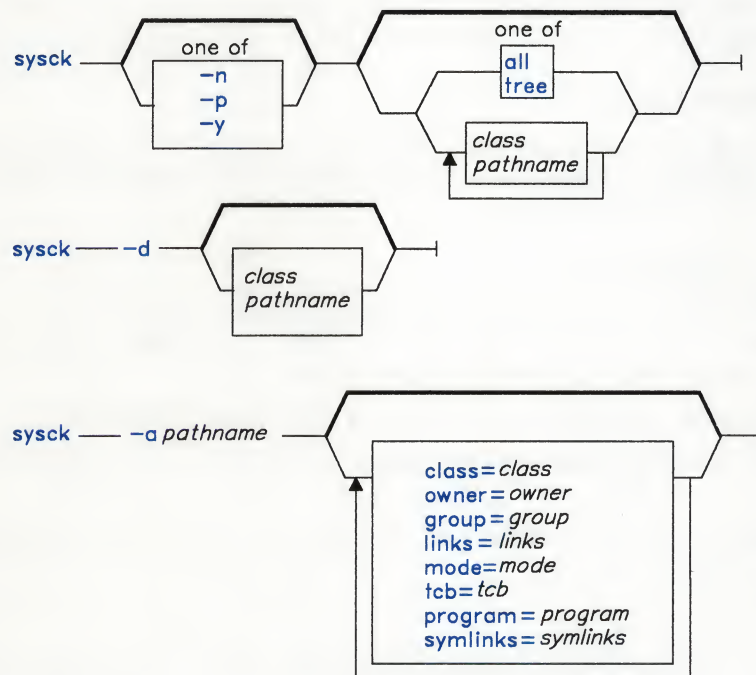 one of
one of
sysck
-n
-p
-y
all
tree
class
pathname
sysck -d
class
pathname
sysck -a pathname
class=class
owner=owner
group=group
links=links
mode=mode
tcb=tcb
program=program
symlinks=symlinks